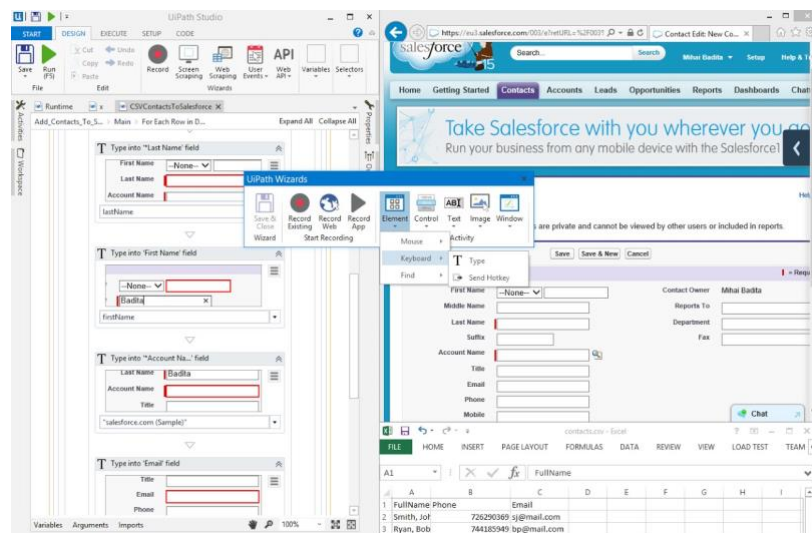 UiPath Studio
START DESIGN EXECUTE SETUP CODE
Save Run (F5) Cut Copy Paste Undo Redo Record Screen Scraping Web Scraping User Events Web API Variables Selectors
API
File Edit Wizards
Runtime CSVContactsToSalesforce
Add_Contacts_To_S... Main For Each Row in D... Expand All Collapse All
Activities
Workspace
Properties
Type into '*Last Name' field
First Name --None--
Last Name
Account Name
lastName
Type into 'First Name' field
--None--
Badita
firstName
Type into '*Account Na...' field
Last Name Badita
Account Name
Title
"salesforce.com (Sample)"
Type into 'Email' field
Title
Email
Phone
Variables Arguments Imports 100%
UiPath Wizards
Save & Close Record Existing Record Web Record App Element Control Text Image Window
Wizard Start Recording Activity
Mouse
Keyboard
Find
Type
Send Hotkey
Contact Edit: New Co...
salesforce
15
Search... Search Mihai Badita Setup Help & T
Home Getting Started Contacts Accounts Leads Opportunities Reports Dashboards Chat
Take Salesforce with you wherever you go
Run your business from any mobile device with the Salesforce1
Hel
are private and cannot be viewed by other users or included in reports.
Save Save & New Cancel
= Requ
First Name --None-- Contact Owner Mihai Badita
Middle Name Reports To
Last Name Department
Suffix Fax
Account Name
Title
Email
Phone
Mobile
Chat
contacts.csv - Excel
FILE HOME INSERT PAGE LAYOUT FORMULAS DATA REVIEW VIEW LOAD TEST TEAM
A1 fx FullName
A B C D E F G H I
1 FullName Phone Email
2 Smith, Joh 726290369 sj@mail.com
3 Ryan, Bob 744185949 bp@mail.com